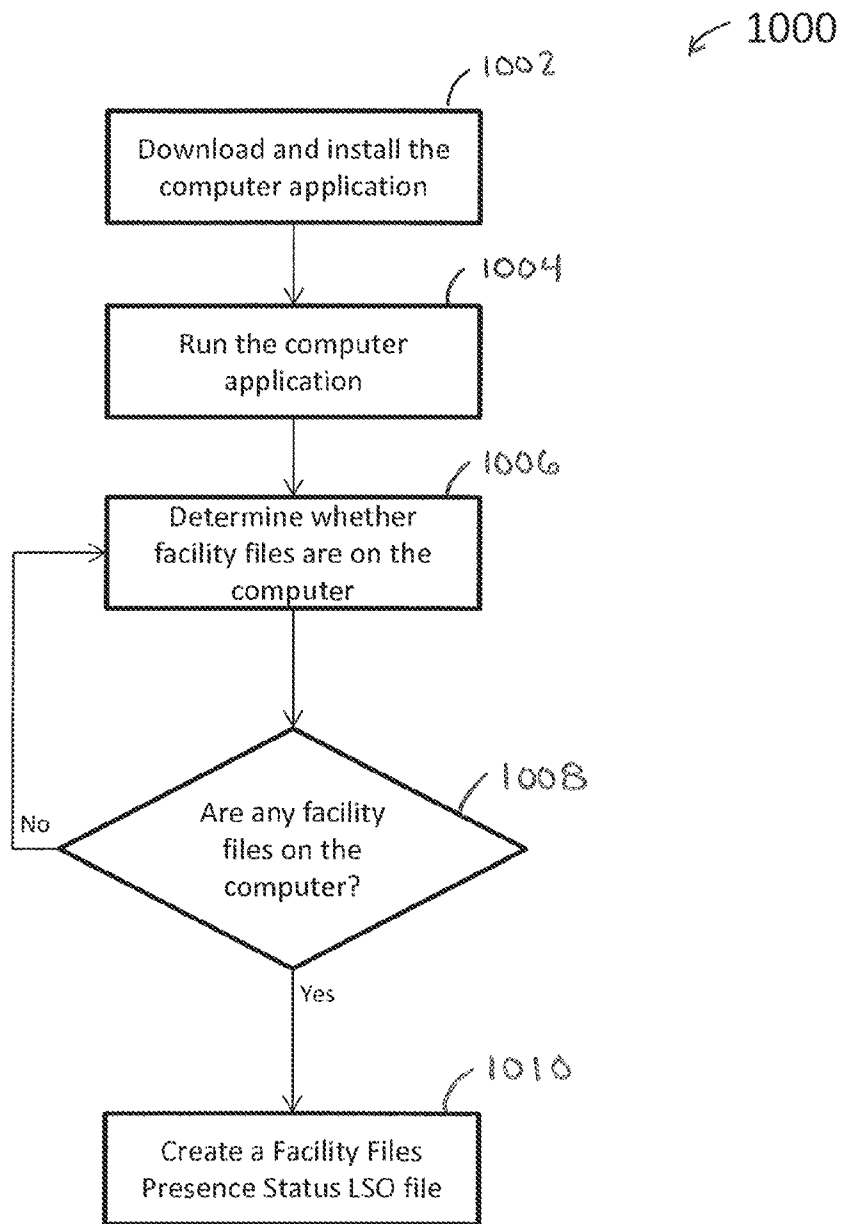 1000
1002
Download and install the
computer application
1004
Run the computer
application
1006
Determine whether
facility files are on the
computer
1008
Are any facility
files on the
computer?
No
Yes
1010
Create a Facility Files
Presence Status LSO file